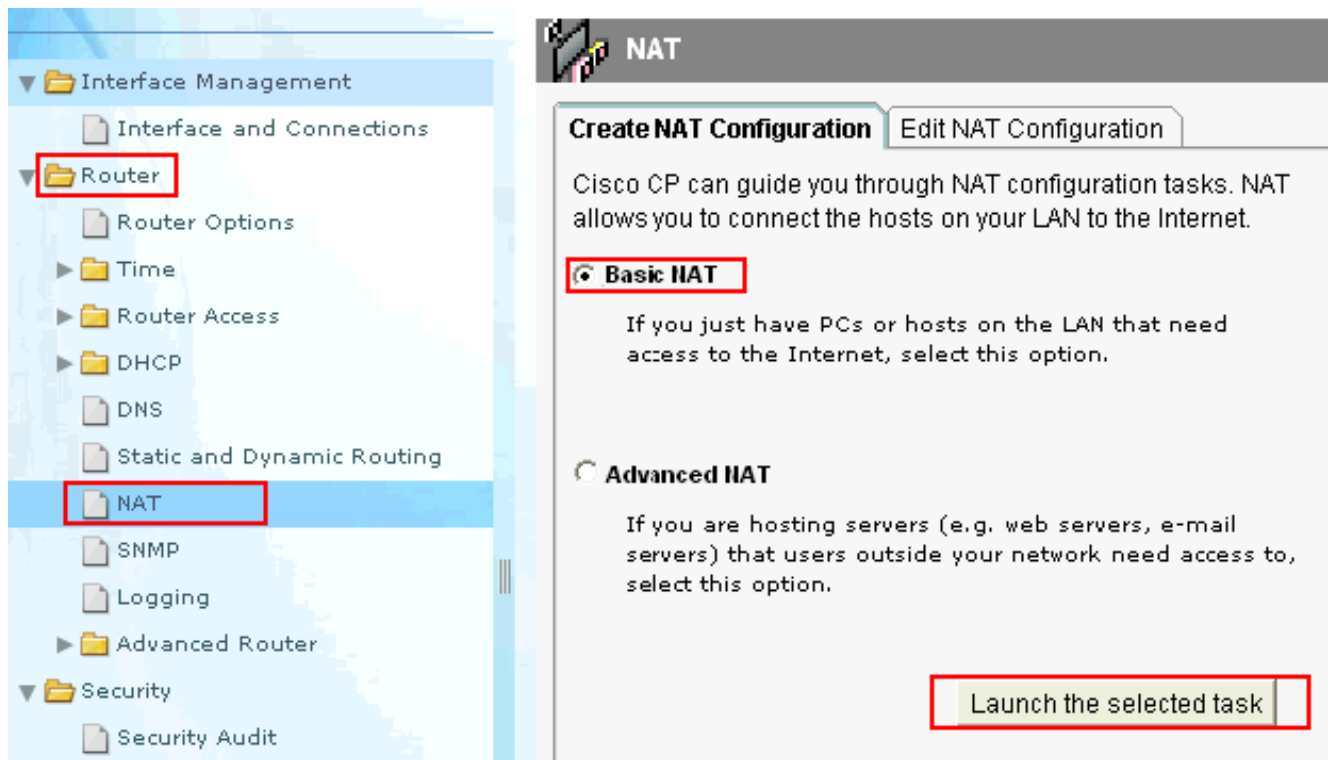 Interface Management
Interface and Connections
Router
Router Options
Time
Router Access
DHCP
DNS
Static and Dynamic Routing
NAT
SNMP
Logging
Advanced Router
Security
Security Audit
NAT
Create NAT Configuration
Edit NAT Configuration
Cisco CP can guide you through NAT configuration tasks. NAT
allows you to connect the hosts on your LAN to the Internet.
Basic NAT
If you just have PCs or hosts on the LAN that need
access to the Internet, select this option.
Advanced NAT
If you are hosting servers (e.g. web servers, e-mail
servers) that users outside your network need access to,
select this option.
Launch the selected task